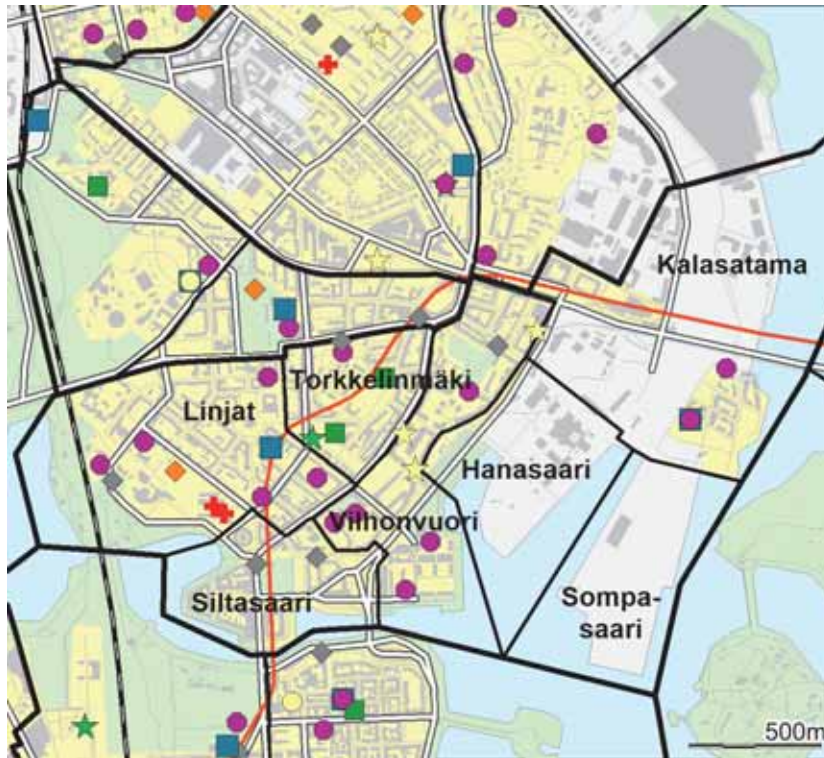 Kalasatama
Torkkelinmäki
Linjat
Hanasaari
Vilhonvuori
Siltasaari
Sompa-
saari
500m